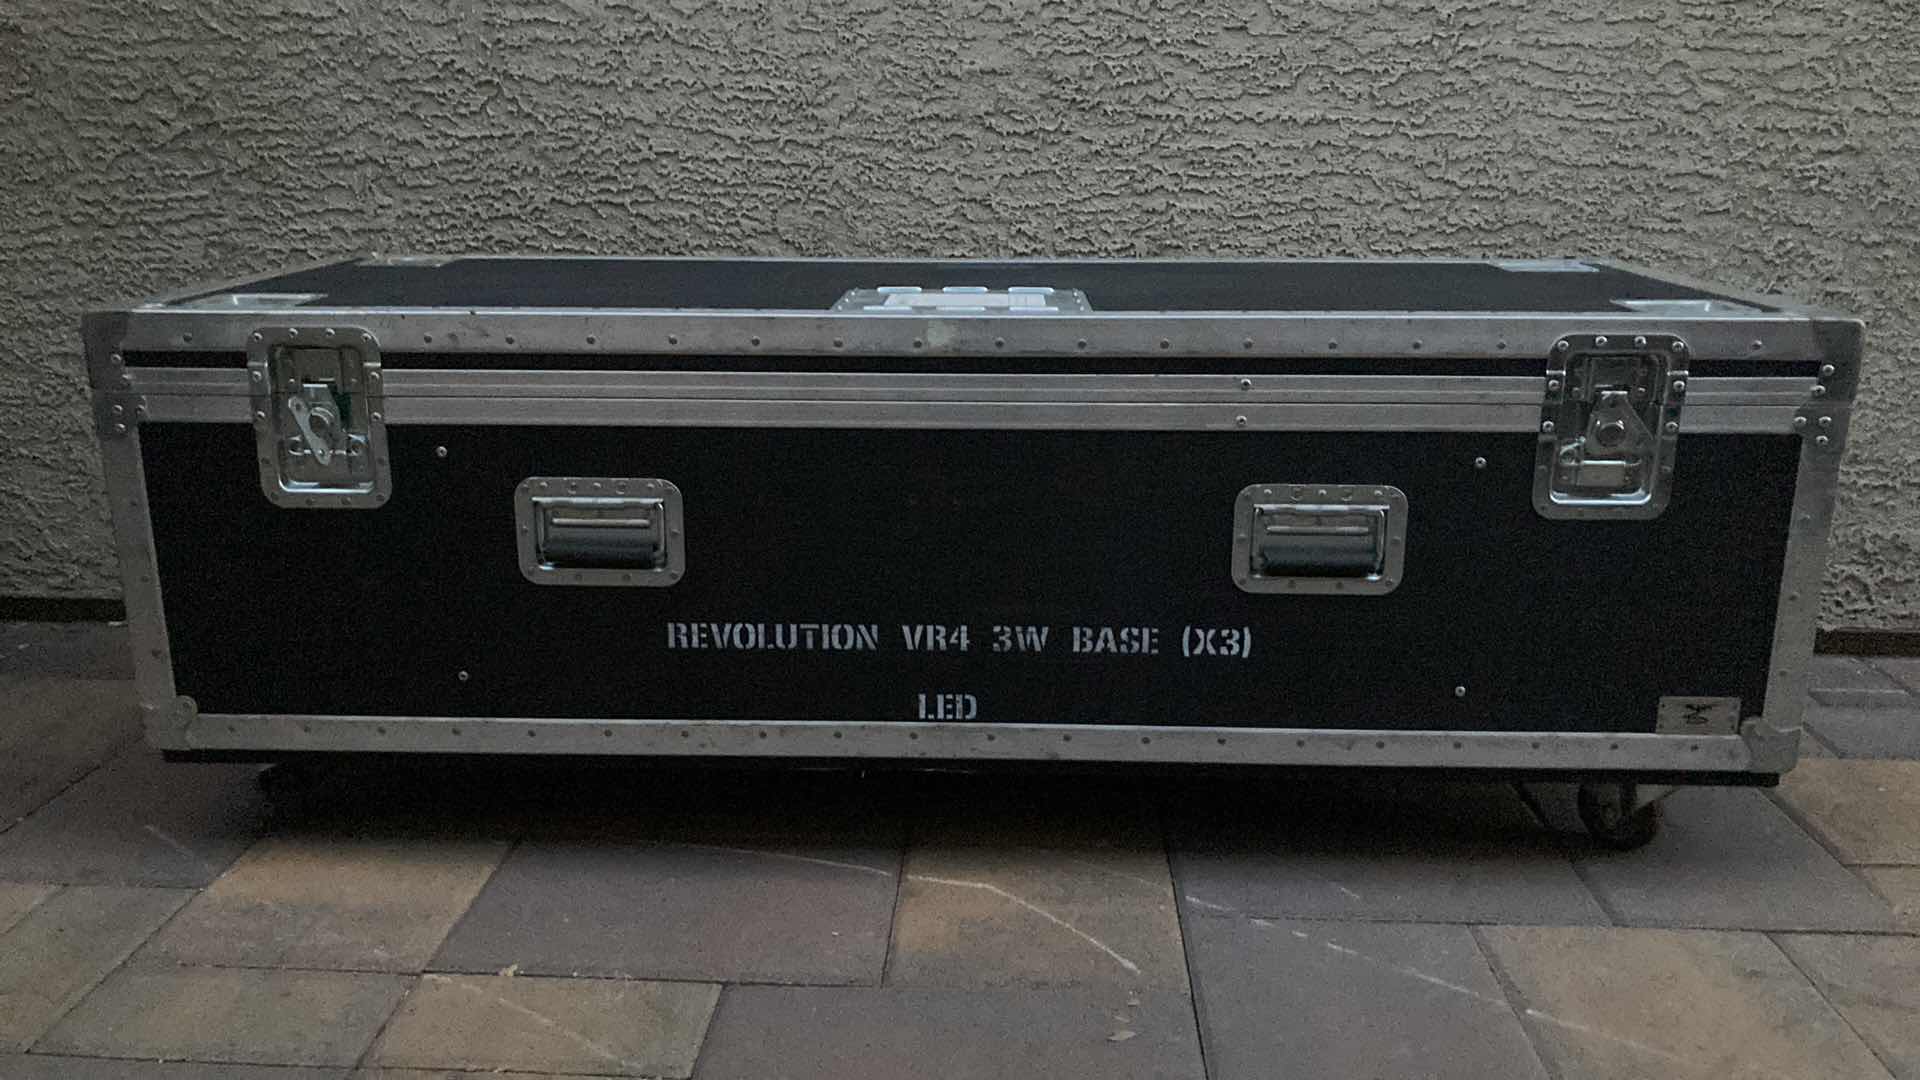 REVOLUTION VR4 3W BASE (X3)
LED